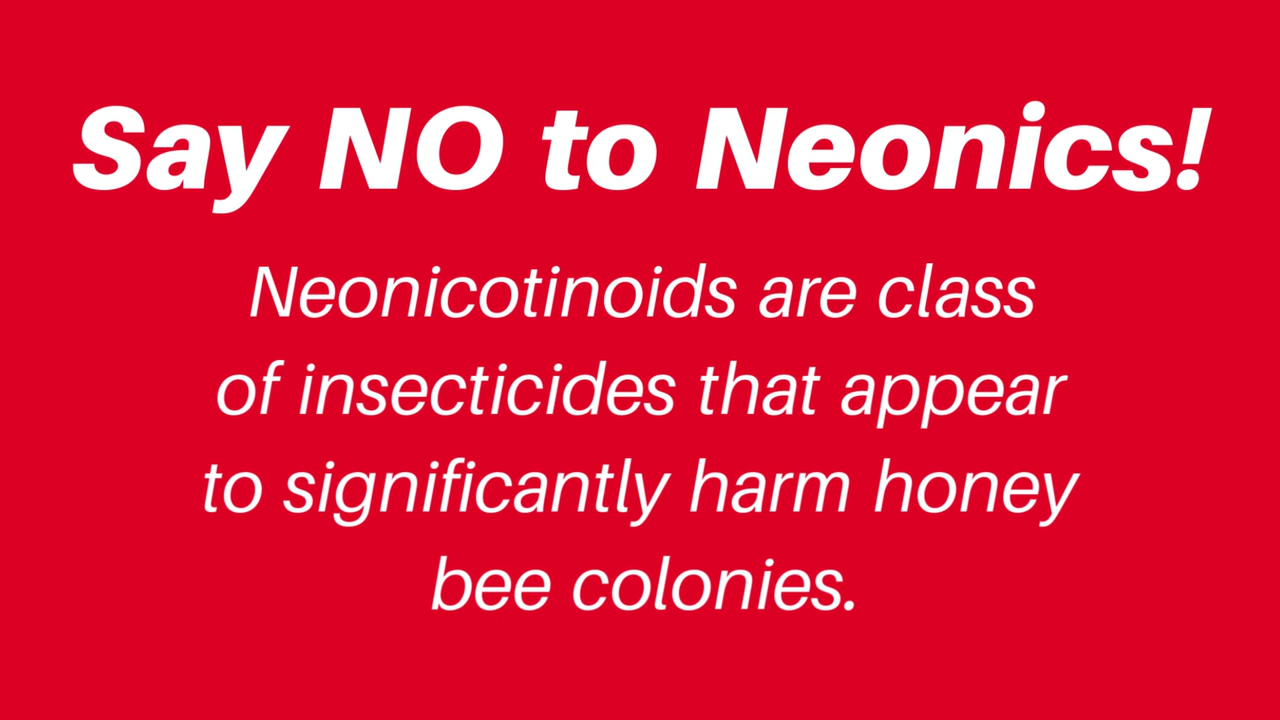 Say NO to Neonics!
Neonicotinoids are class
of insecticides that appear
to significantly harm honey
bee colonies.